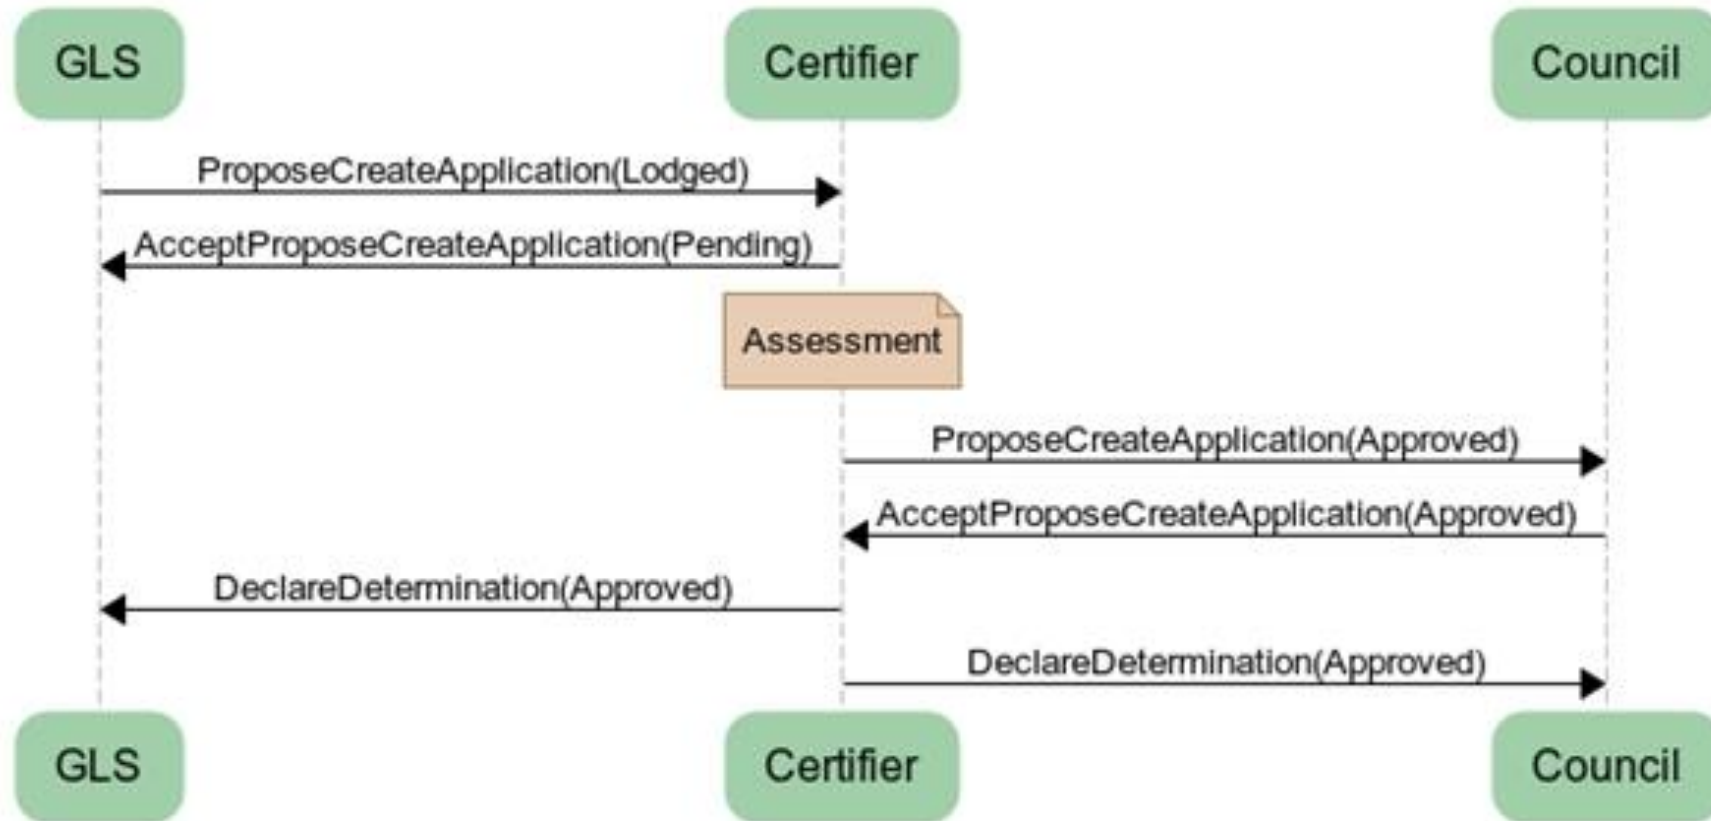 GLS
Certifier
Council
ProposeCreateApplication(Lodged)
AcceptProposeCreateApplication(Pending)
Assessment
ProposeCreateApplication(Approved)
AcceptProposeCreateApplication(Approved)
DeclareDetermination(Approved)
DeclareDetermination(Approved)
GLS
Certifier
Council